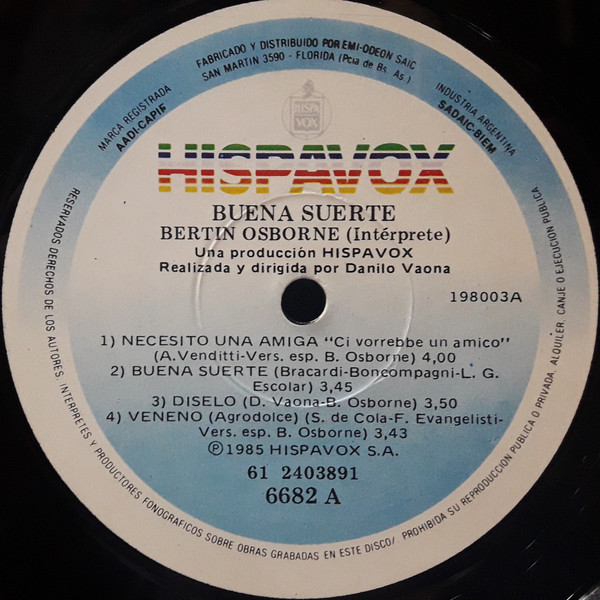 FABRICADO Y DISTRIBUIDO POR EMI-ODEON SAIC
SAN MARTIN 3590 - FLORIDA (Pcia de Bs. As.)
MARCA REGISTRADA
AADI-CAPIF
INDUSTRIA ARGENTINA
SADAIC-BIEM
HISPA
VOX
HISPAVOX
BUENA SUERTE
BERTIN OSBORNE (Intérprete)
Una producción HISPAVOX
Realizada y dirigida por Danilo Vaona
198003A
1) NECESITO UNA AMIGA "Ci vorrebbe un amico"
(A.Venditti-Vers. esp. B. Osborne) 4,00
2) BUENA SUERTE (Bracardi-Boncompagni-L. G.
Escolar) 3,45
3) DISELO (D. Vaona-B. Osborne) 3,50
4) VENENO (Agrodolce) (S. de Cola-F. Evangelisti-
Vers. esp. B. Osborne) 3,43
℗1985 HISPAVOX S.A.
61 2403891
6682 A
RESERVADOS DERECHOS DE LOS AUTORES, INTERPRETES Y PRODUCTORES FONOGRAFICOS SOBRE OBRAS GRABADAS EN ESTE DISCO/ PROHIBIDA SU REPRODUCCION PUBLICA O PRIVADA, ALQUILER, CANJE O EJECUCION PUBLICA